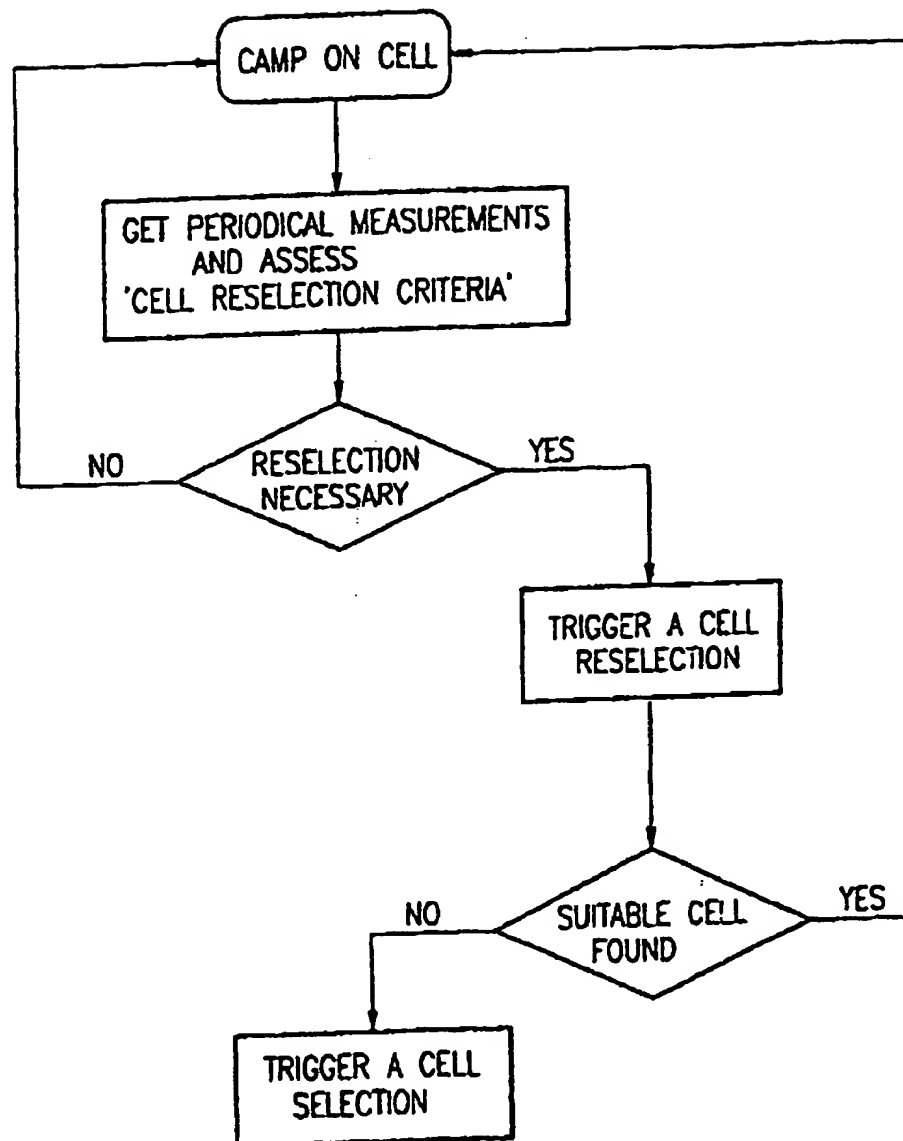 CAMP ON CELL
GET PERIODICAL MEASUREMENTS
AND ASSESS
'CELL RESELECTION CRITERIA'
NO
RESELECTION
NECESSARY
YES
TRIGGER A CELL
RESELECTION
NO
SUITABLE CELL
FOUND
YES
TRIGGER A CELL
SELECTION